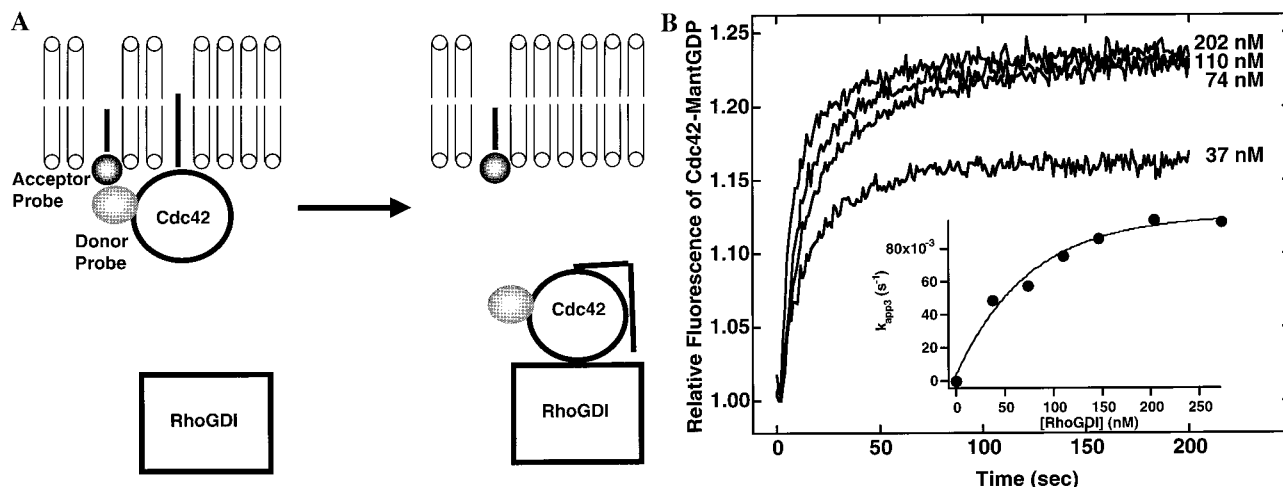 A
Acceptor
Probe
Cdc42
Donor
Probe
RhoGDI
Cdc42
RhoGDI
B
Relative Fluorescence of Cdc42-MantGDP
1.25
1.20
1.15
1.10
1.05
1.00
202 nM
110 nM
74 nM
37 nM
k_app3 (s⁻¹)
80x10⁻³
60
40
20
0
0 50 100 150 200 250
[RhoGDI] (nM)
0 50 100 150 200
Time (sec)